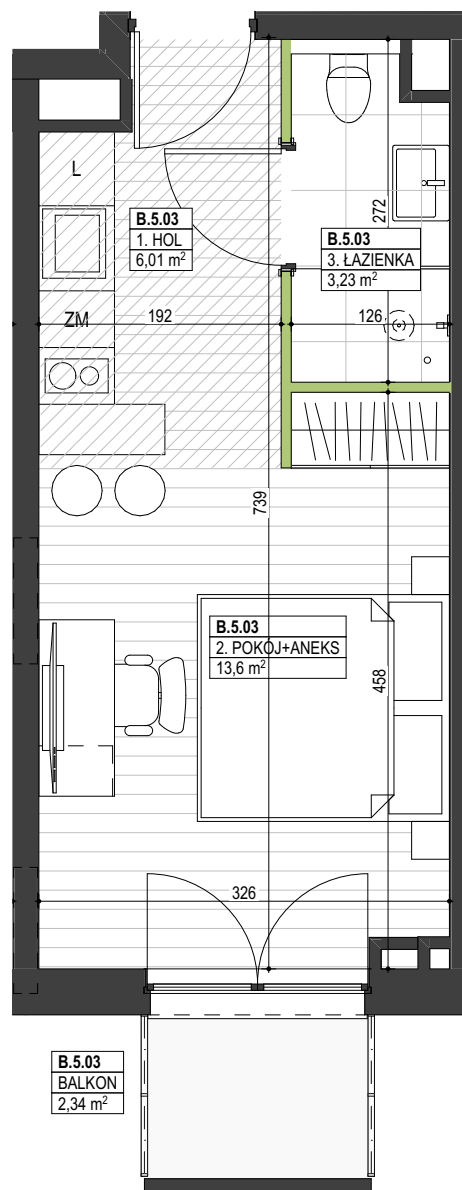 L
B.5.03
1. HOL
6,01 m²
272
B.5.03
3. ŁAZIENKA
3,23 m²
ZM
192
126
739
B.5.03
2. POKÓJ+ANEKS
13,6 m²
458
326
B.5.03
BALKON
2,34 m²